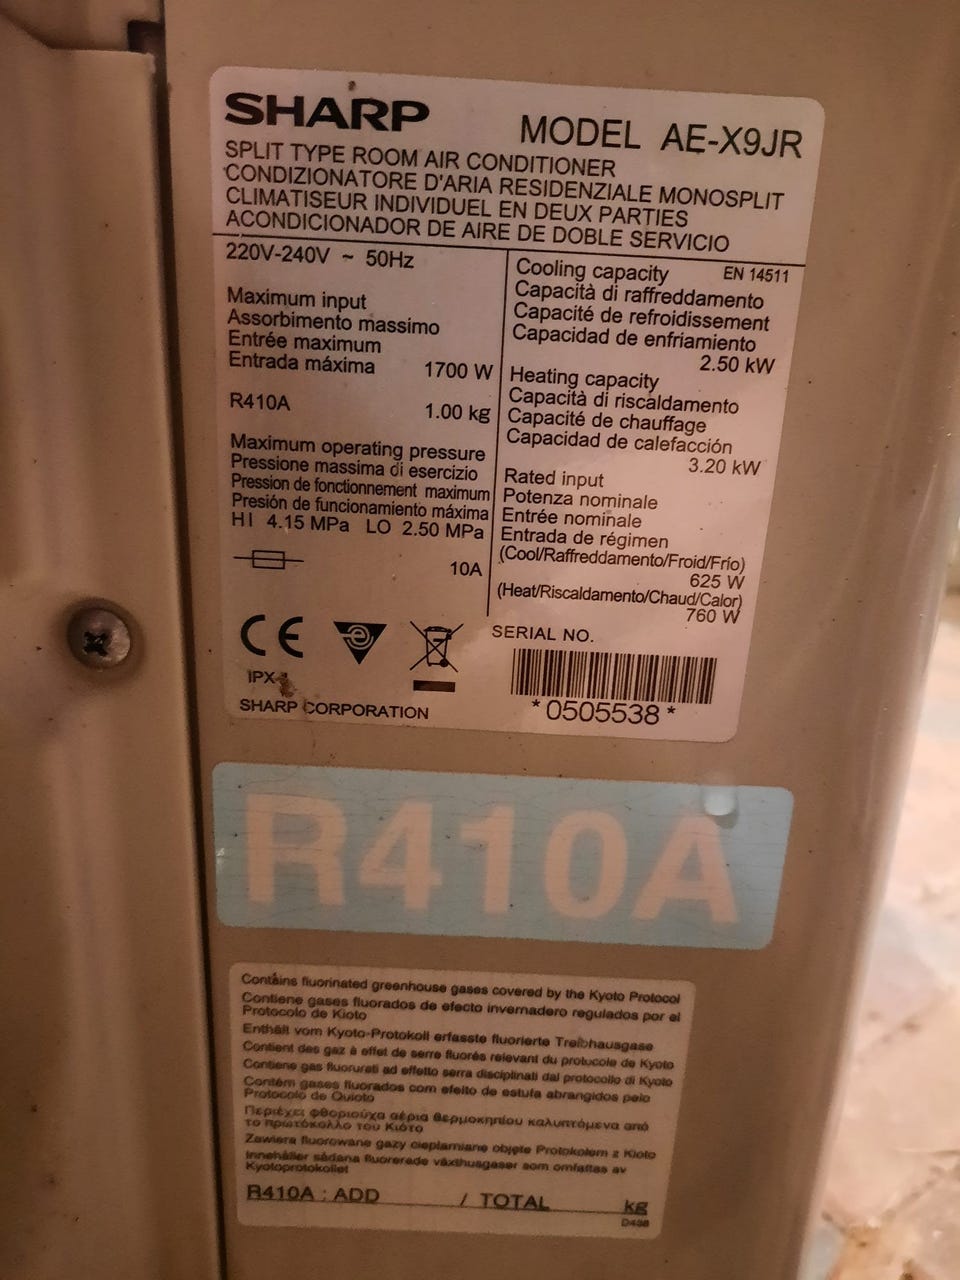 SHARP
MODEL AE-X9JR
SPLIT TYPE ROOM AIR CONDITIONER
CONDIZIONATORE D'ARIA RESIDENZIALE MONOSPLIT
CLIMATISEUR INDIVIDUEL EN DEUX PARTIES
ACONDICIONADOR DE AIRE DE DOBLE SERVICIO
220V-240V ~ 50Hz
Maximum input
Assorbimento massimo
Entrée maximum
Entrada máxima 1700 W
R410A 1.00 kg
Maximum operating pressure
Pressione massima di esercizio
Pression de fonctionnement maximum
Presión de funcionamiento máxima
HI 4.15 MPa LO 2.50 MPa
10A
Cooling capacity EN 14511
Capacità di raffreddamento
Capacité de refroidissement
Capacidad de enfriamiento
2.50 kW
Heating capacity
Capacità di riscaldamento
Capacité de chauffage
Capacidad de calefacción
3.20 kW
Rated input
Potenza nominale
Entrée nominale
Entrada de régimen
(Cool/Raffreddamento/Froid/Frío)
625 W
(Heat/Riscaldamento/Chaud/Calor)
760 W
CE
IPX
SHARP CORPORATION
SERIAL NO.
*0505538*
R410A
Contains fluorinated greenhouse gases covered by the Kyoto Protocol
Contiene gases fluorados de efecto invernadero regulados por el
Protocolo de Kioto
Enthält vom Kyoto-Protokoll erfasste fluorierte Treibhausgase
Contient des gaz à effet de serre fluorés relevant du protocole de Kyoto
Contiene gas fluorurati ad effetto serra disciplinati dal protocollo di Kyoto
Contém gases fluorados com efeito de estufa abrangidos pelo
Protocolo de Quioto
Περιέχει φθοριούχα αέρια θερμοκηπίου καλυπτόμενα από
το πρωτόκολλο του Κιότο
Zawiera fluorowane gazy cieplarniane objęte Protokołem z Kioto
Innehåller sådana fluorerade växthusgaser som omfattas av
Kyotoprotokollet
R410A : ADD / TOTAL kg
D438